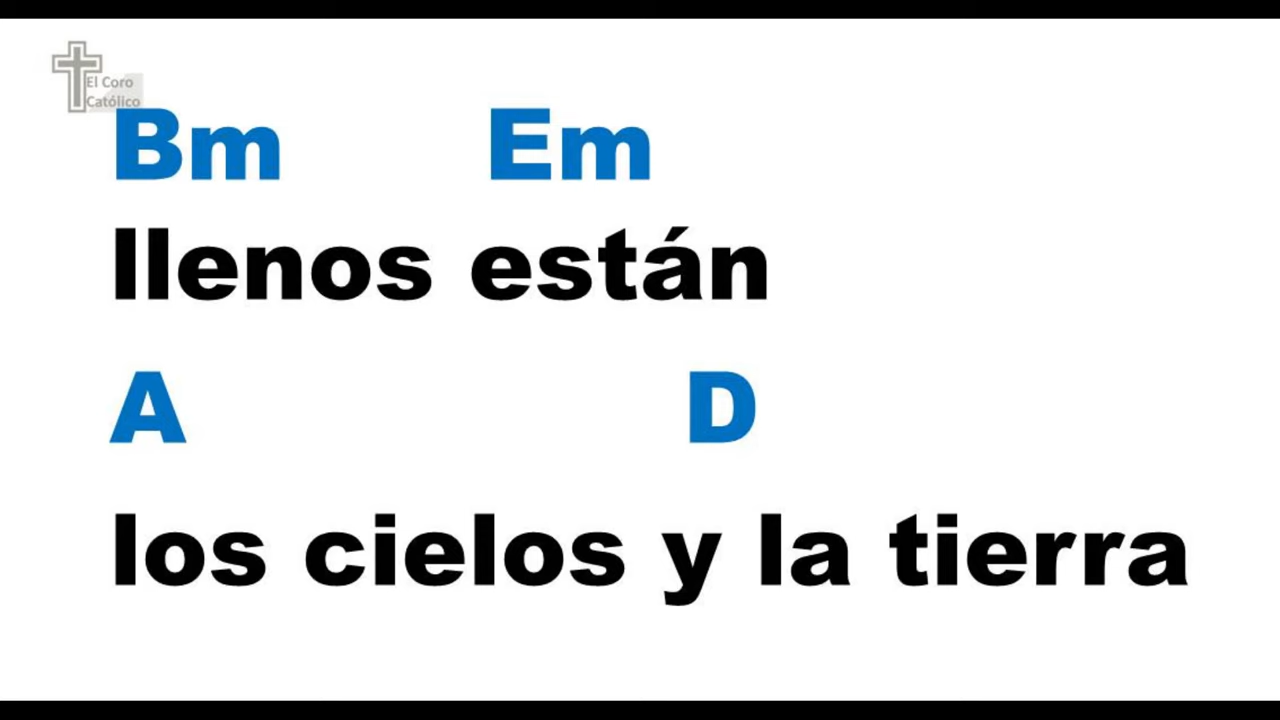 El Coro
Católico
Bm Em
llenos están
A D
los cielos y la tierra